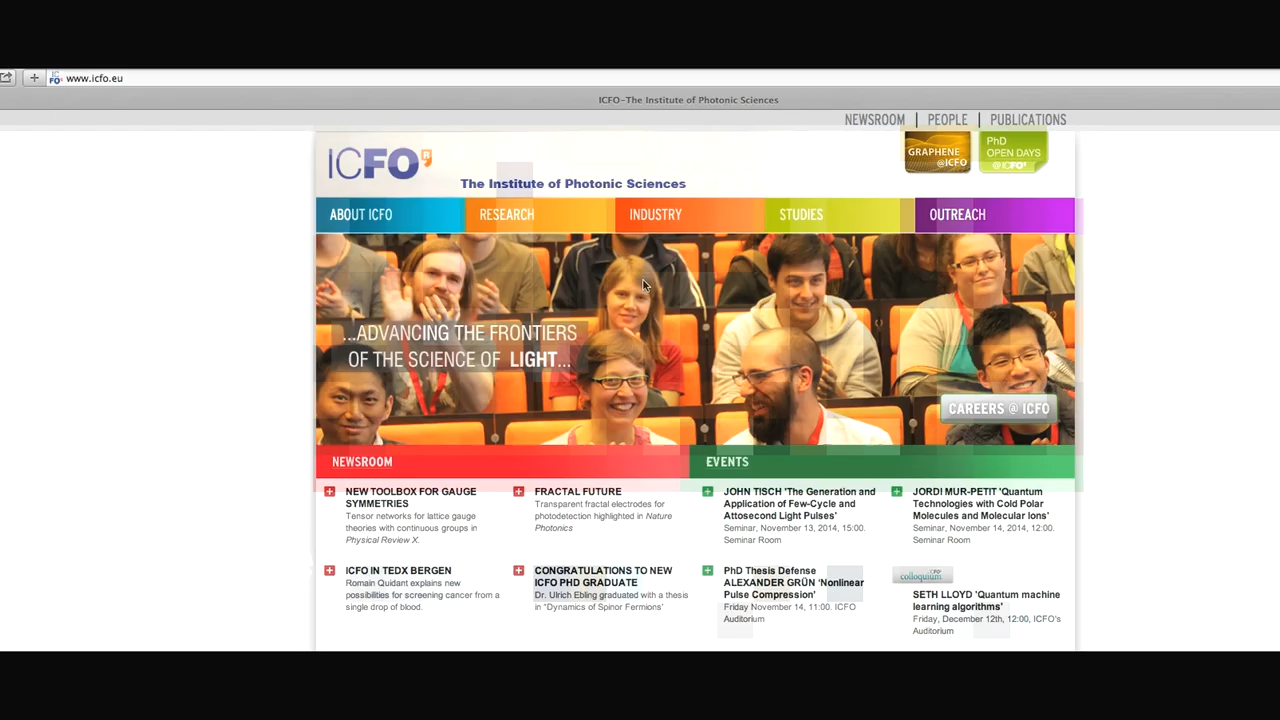 www.icfo.eu
ICFO-The Institute of Photonic Sciences
NEWSROOM | PEOPLE | PUBLICATIONS
ICFO R
GRAPHENE
@ICFO
PhD
OPEN DAYS
@ICFO
The Institute of Photonic Sciences
ABOUT ICFO RESEARCH INDUSTRY STUDIES OUTREACH
...ADVANCING THE FRONTIERS
OF THE SCIENCE OF LIGHT...
CAREERS @ ICFO
NEWSROOM
NEW TOOLBOX FOR GAUGE
SYMMETRIES
Tensor networks for lattice gauge
theories with continuous groups in
Physical Review X.
FRACTAL FUTURE
Transparent fractal electrodes for
photodetection highlighted in Nature
Photonics
ICFO IN TEDX BERGEN
Romain Quidant explains new
possibilities for screening cancer from a
single drop of blood.
CONGRATULATIONS TO NEW
ICFO PHD GRADUATE
Dr. Ulrich Ebling graduated with a thesis
in "Dynamics of Spinor Fermions'
EVENTS
JOHN TISCH 'The Generation and
Application of Few-Cycle and
Attosecond Light Pulses'
Seminar, November 13, 2014, 15:00.
Seminar Room
JORDI MUR-PETIT 'Quantum
Technologies with Cold Polar
Molecules and Molecular Ions'
Seminar, November 14, 2014, 12:00.
Seminar Room
PhD Thesis Defense
ALEXANDER GRÜN 'Nonlinear
Pulse Compression'
Friday November 14, 11:00. ICFO
Auditorium
colloquium
SETH LLOYD 'Quantum machine
learning algorithms'
Friday, December 12th, 12:00, ICFO's
Auditorium